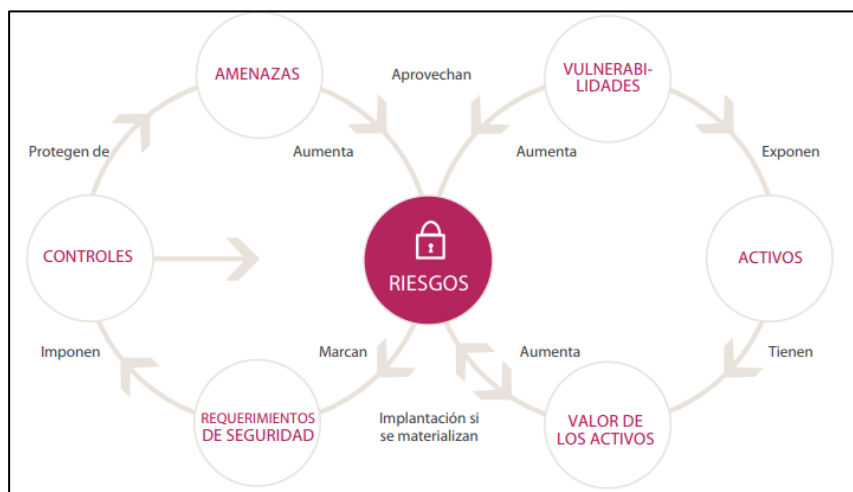 AMENAZAS
Aprovechan
VULNERABI-
LIDADES
Protegen de
Aumenta
Aumenta
Exponen
CONTROLES
RIESGOS
ACTIVOS
Imponen
Marcan
Aumenta
Tienen
REQUERIMIENTOS
DE SEGURIDAD
Implantación si
se materializan
VALOR DE
LOS ACTIVOS